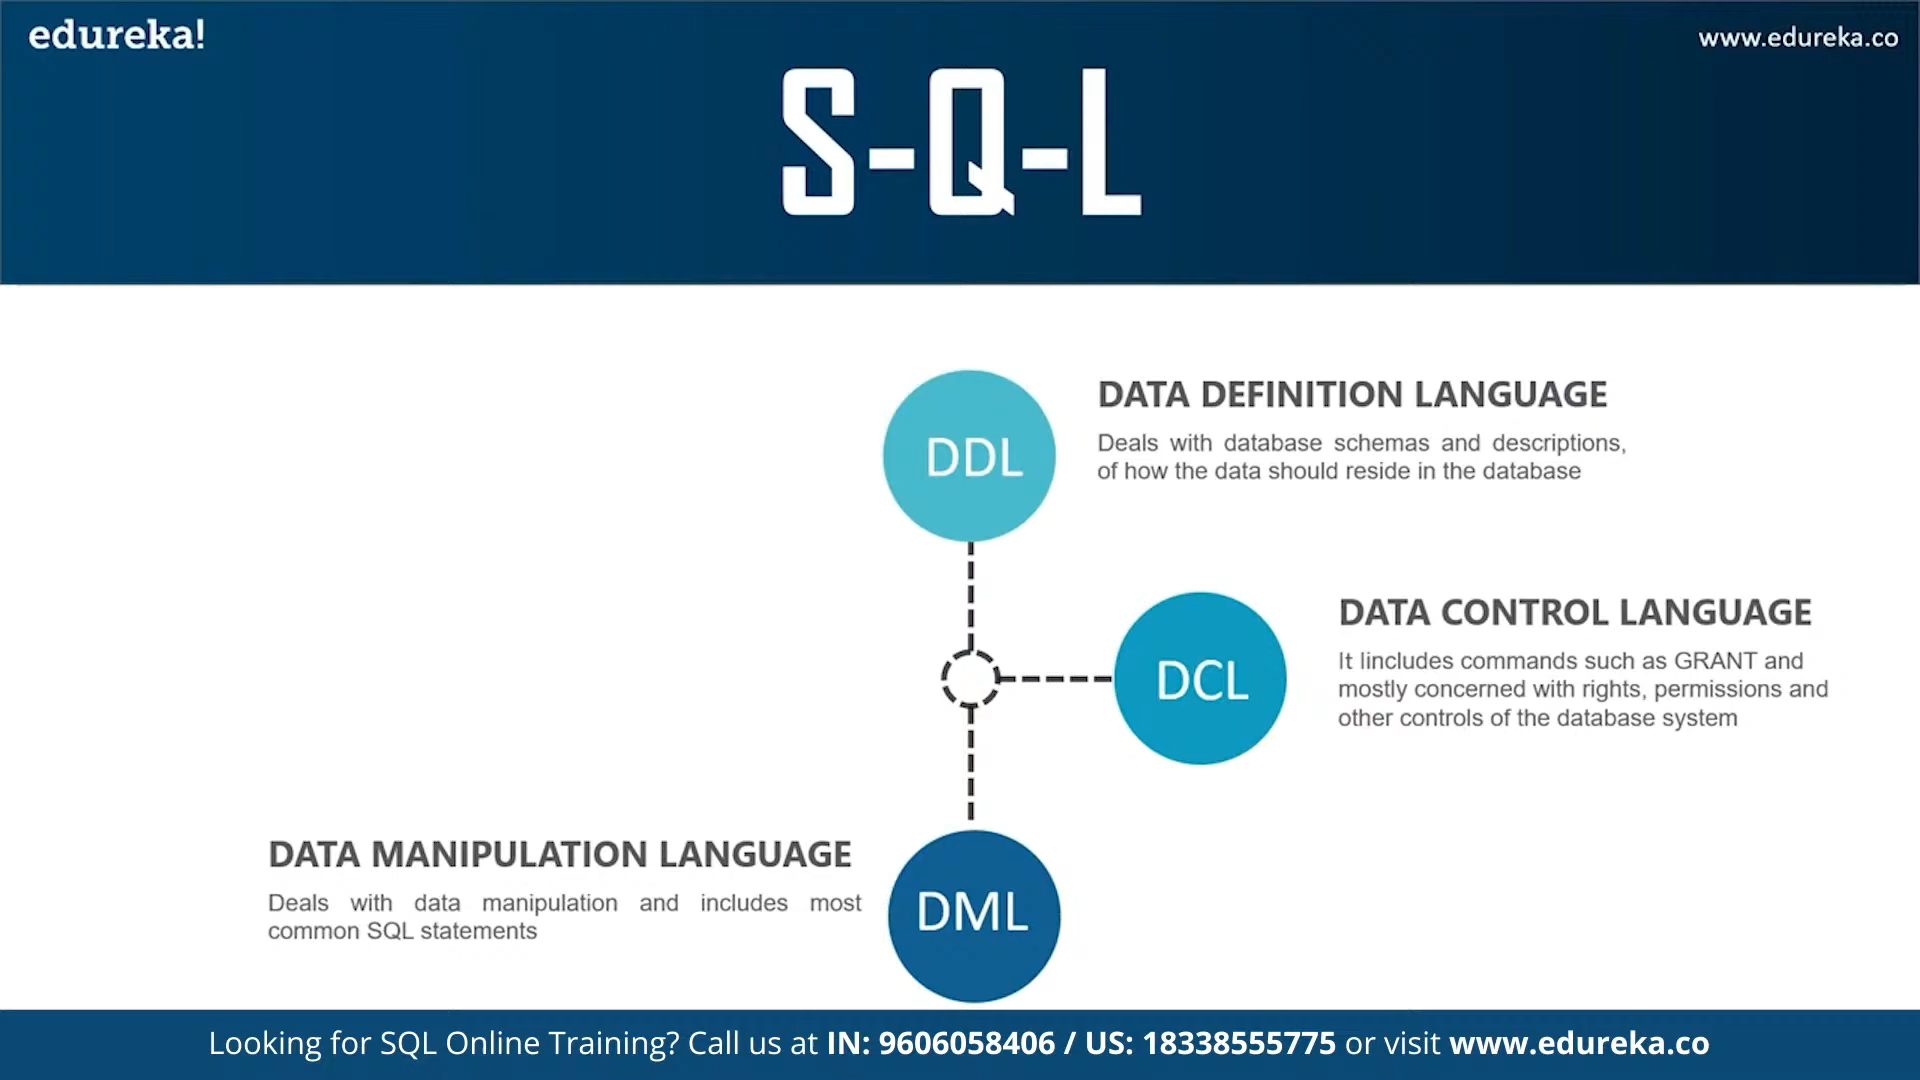 edureka!
www.edureka.co
S-Q-L
DDL
DATA DEFINITION LANGUAGE
Deals with database schemas and descriptions,
of how the data should reside in the database
DCL
DATA CONTROL LANGUAGE
It Iincludes commands such as GRANT and
mostly concerned with rights, permissions and
other controls of the database system
DATA MANIPULATION LANGUAGE
Deals with data manipulation and includes most
common SQL statements
DML
Looking for SQL Online Training? Call us at IN: 9606058406 / US: 18338555775 or visit www.edureka.co